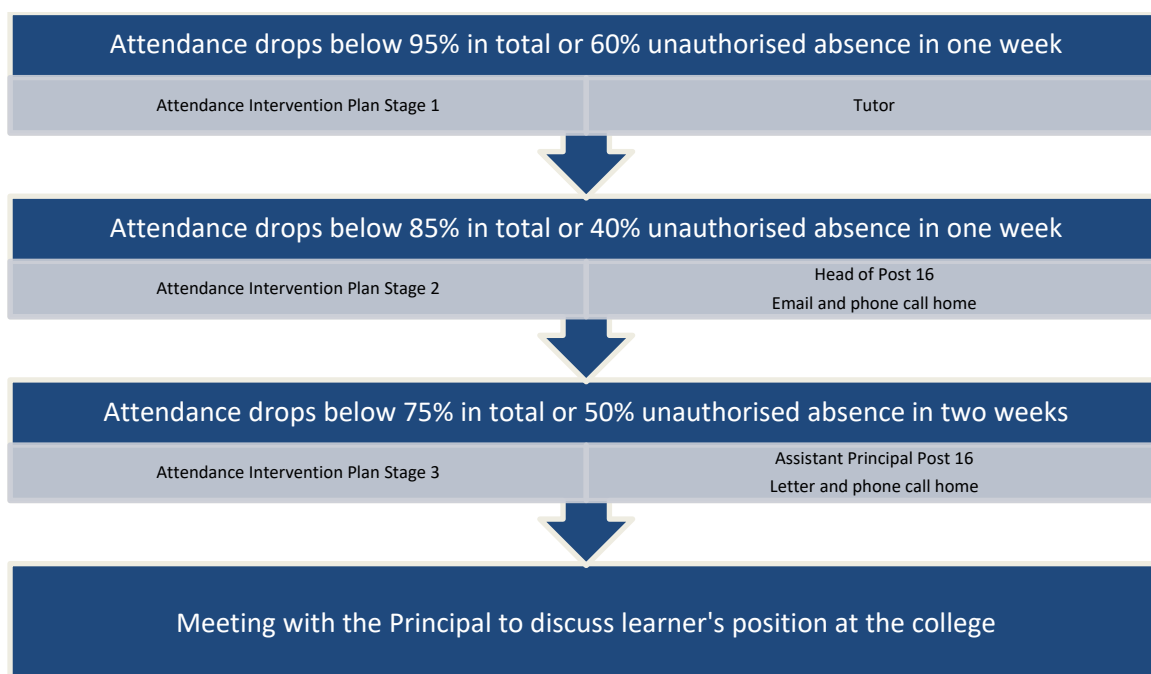 Attendance drops below 95% in total or 60% unauthorised absence in one week
Attendance Intervention Plan Stage 1
Tutor
Attendance drops below 85% in total or 40% unauthorised absence in one week
Attendance Intervention Plan Stage 2
Head of Post 16
Email and phone call home
Attendance drops below 75% in total or 50% unauthorised absence in two weeks
Attendance Intervention Plan Stage 3
Assistant Principal Post 16
Letter and phone call home
Meeting with the Principal to discuss learner's position at the college